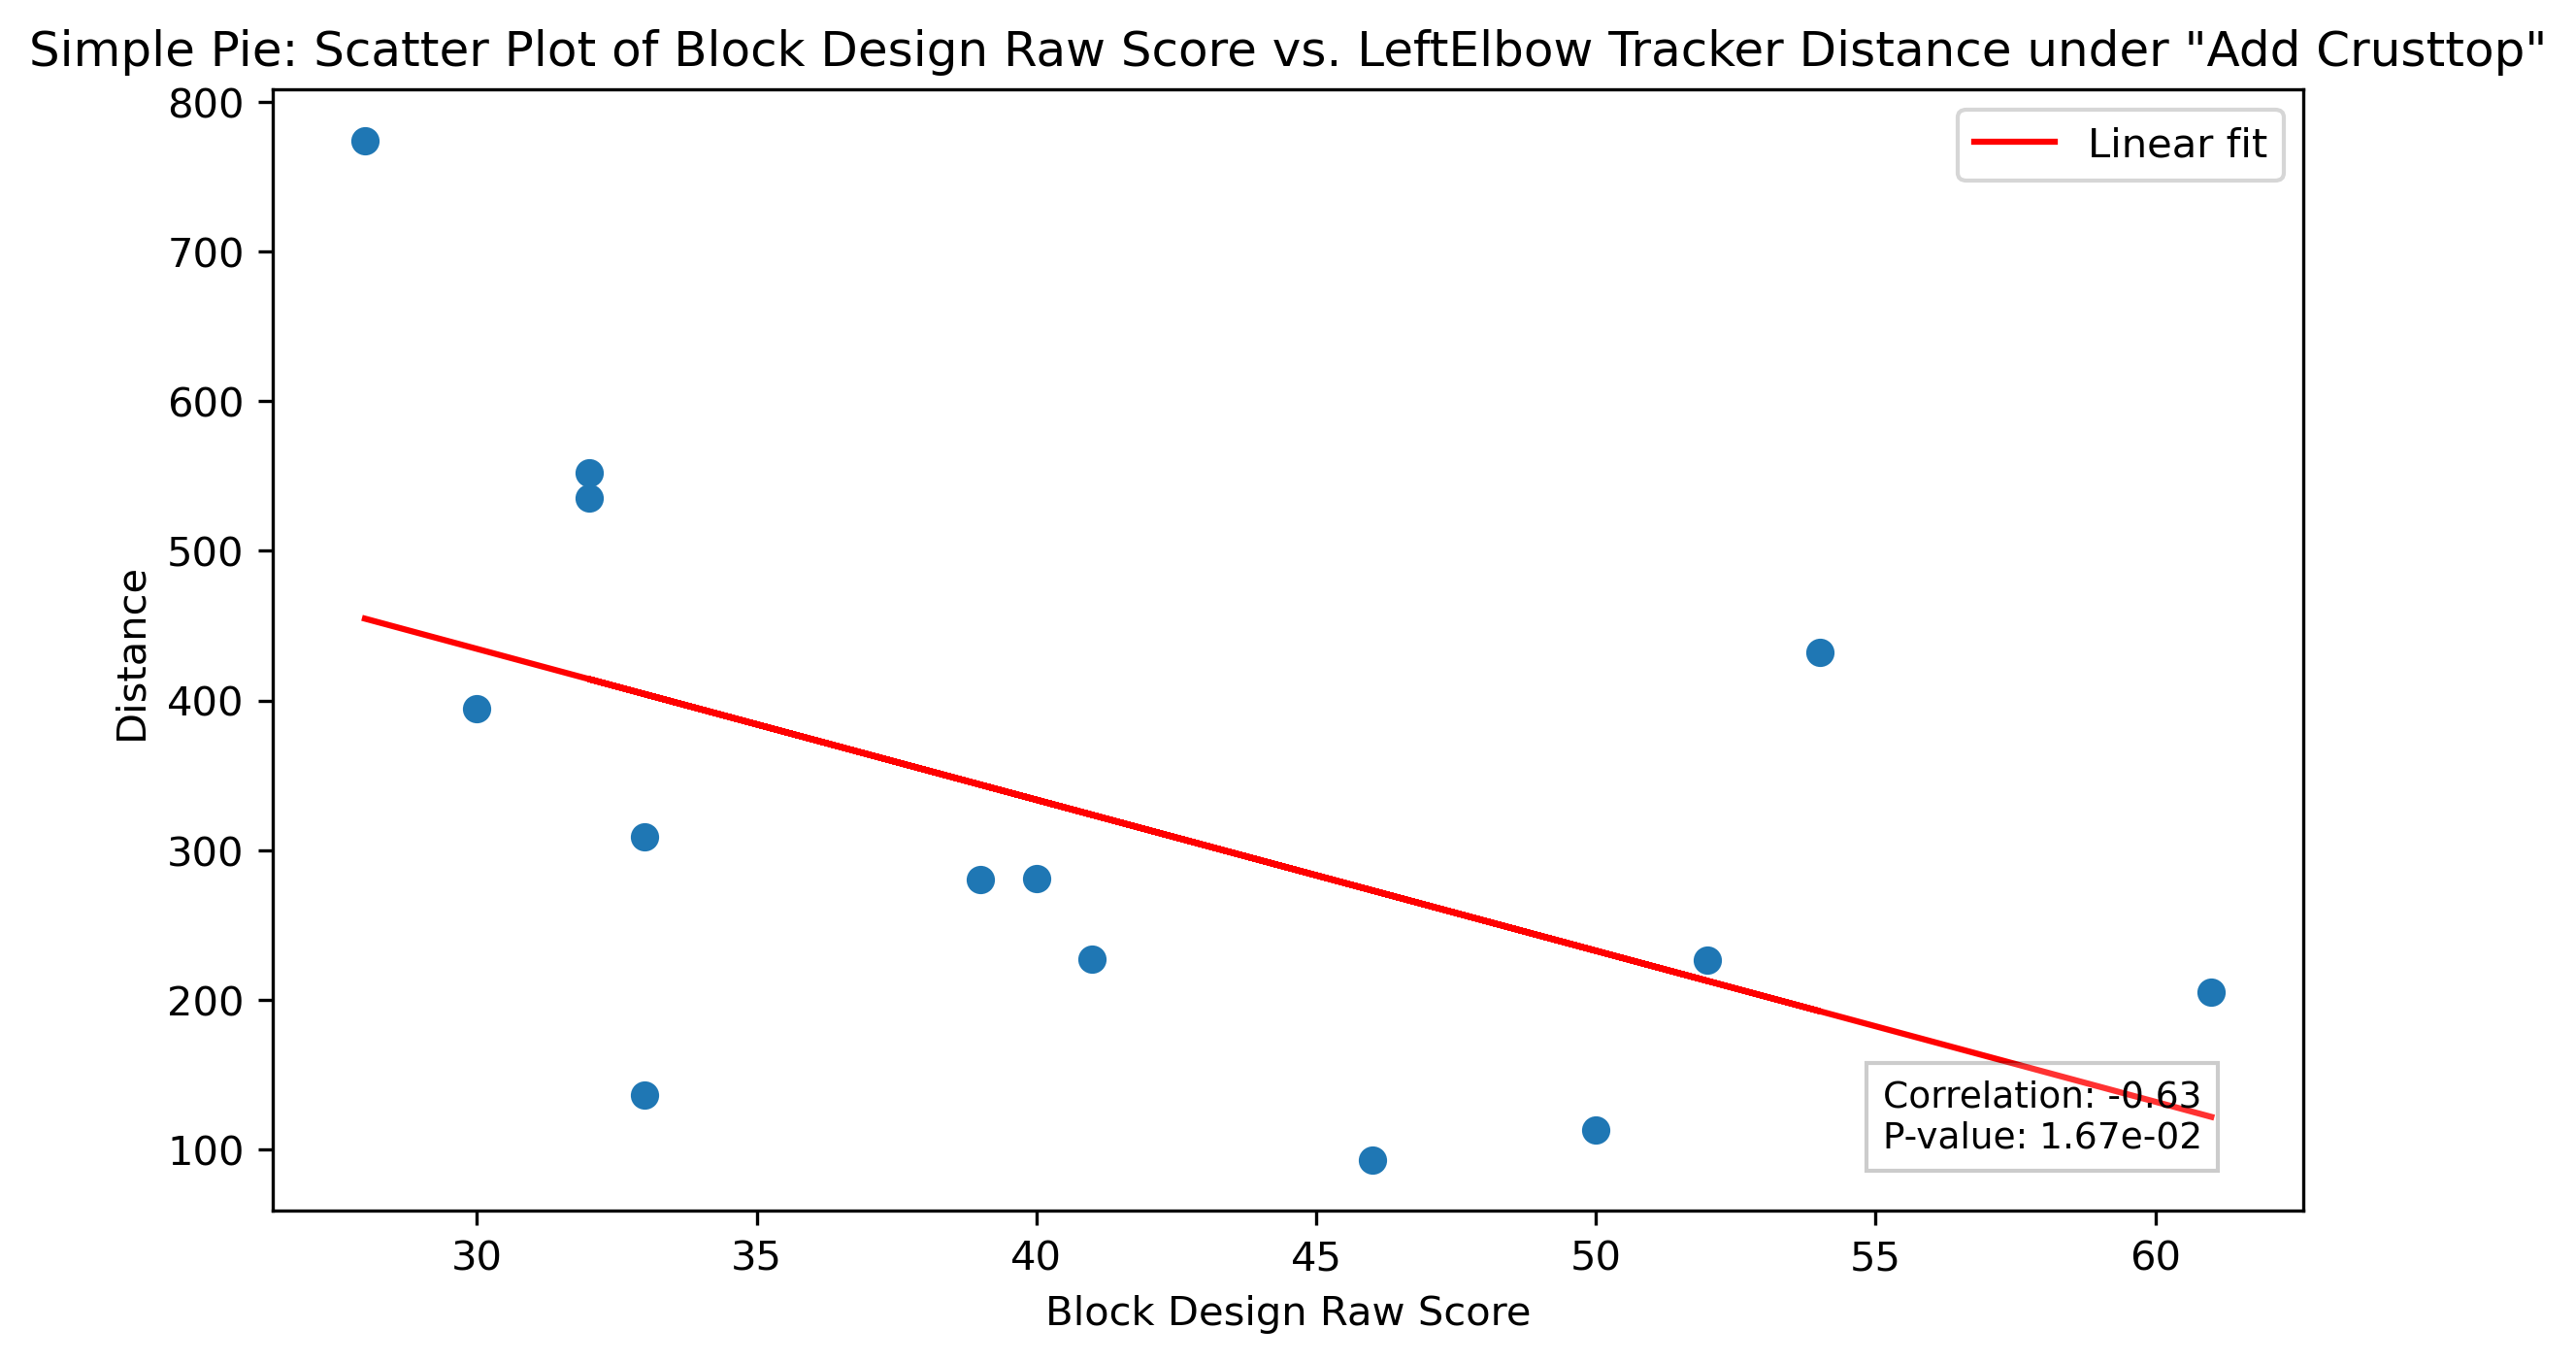 Simple Pie: Scatter Plot of Block Design Raw Score vs. LeftElbow Tracker Distance under "Add Crusttop"
Linear fit
800
700
600
500
400
300
200
100
Distance
Correlation: -0.63
P-value: 1.67e-02
30
35
40
45
50
55
60
Block Design Raw Score